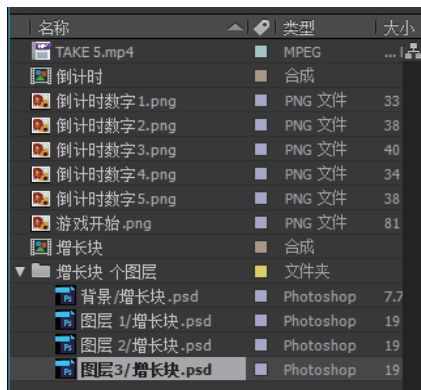 名称 类型 大小
TAKE 5.mp4 MPEG ...
倒计时 合成
倒计时数字1.png PNG 文件 33
倒计时数字2.png PNG 文件 38
倒计时数字3.png PNG 文件 40
倒计时数字4.png PNG 文件 34
倒计时数字5.png PNG 文件 38
游戏开始.png PNG 文件 81
增长块 合成
增长块 个图层 文件夹
背景/增长块.psd Photoshop 7.7
图层 1/增长块.psd Photoshop 19
图层 2/增长块.psd Photoshop 19
图层3/增长块.psd Photoshop 19